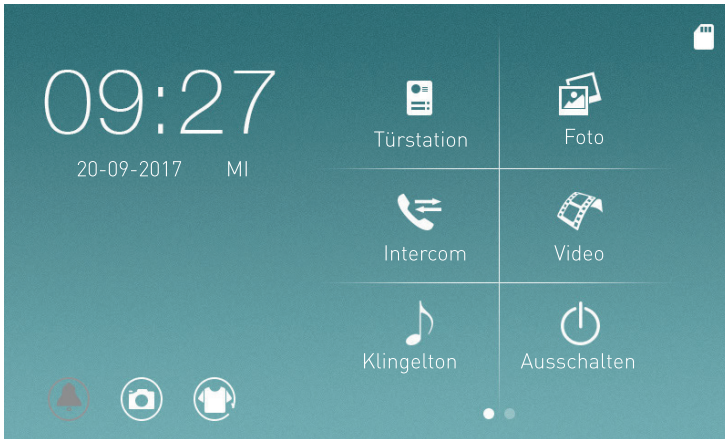 09:27
20-09-2017 MI
Türstation
Foto
Intercom
Video
Klingelton
Ausschalten